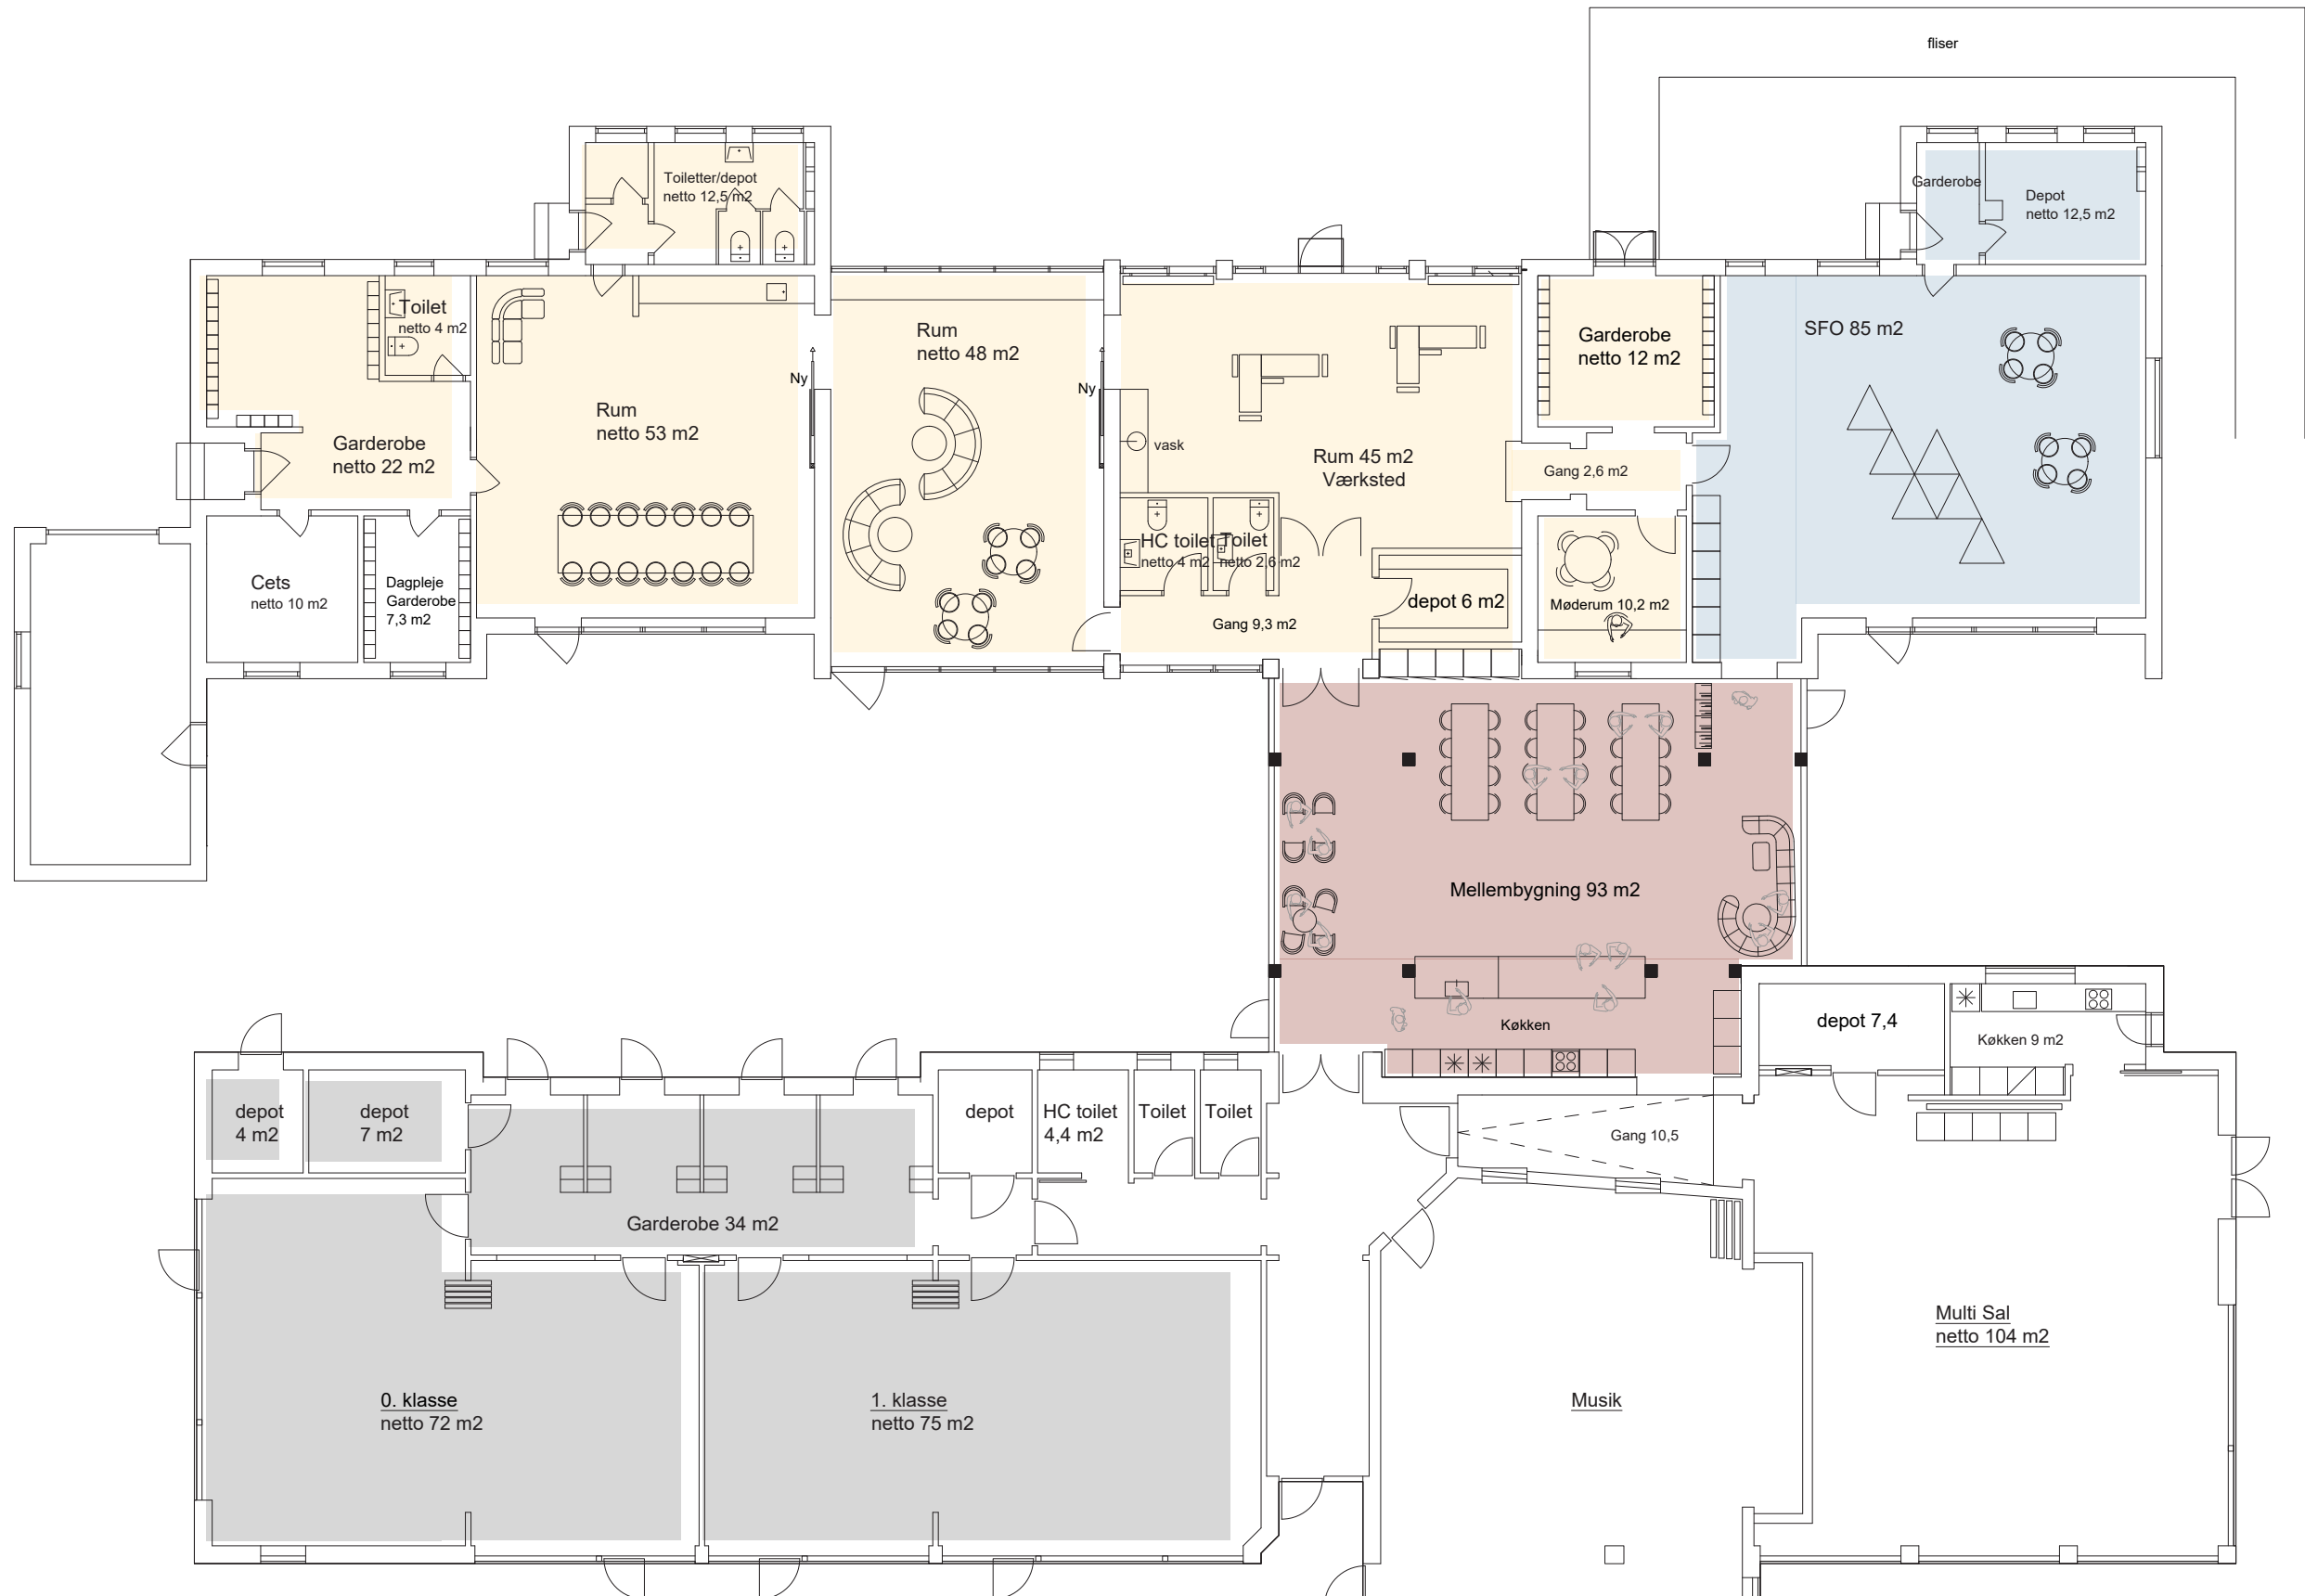 fliser
Toiletter/depot
netto 12,5 m2
Garderobe
Depot
netto 12,5 m2
Toilet
netto 4 m2
Rum
netto 48 m2
SFO 85 m2
Garderobe
netto 12 m2
Ny
Ny
Rum
netto 53 m2
Garderobe
netto 22 m2
vask
Rum 45 m2
Værksted
Gang 2,6 m2
HC toilet
netto 4 m2
Toilet
netto 2,6 m2
Cets
netto 10 m2
Dagpleje
Garderobe
7,3 m2
depot 6 m2
Møderum 10,2 m2
Gang 9,3 m2
Mellembygning 93 m2
Køkken
depot 7,4
Køkken 9 m2
depot
4 m2
depot
7 m2
depot
HC toilet
4,4 m2
Toilet
Toilet
Gang 10,5
Garderobe 34 m2
Multi Sal
netto 104 m2
0. klasse
netto 72 m2
1. klasse
netto 75 m2
Musik